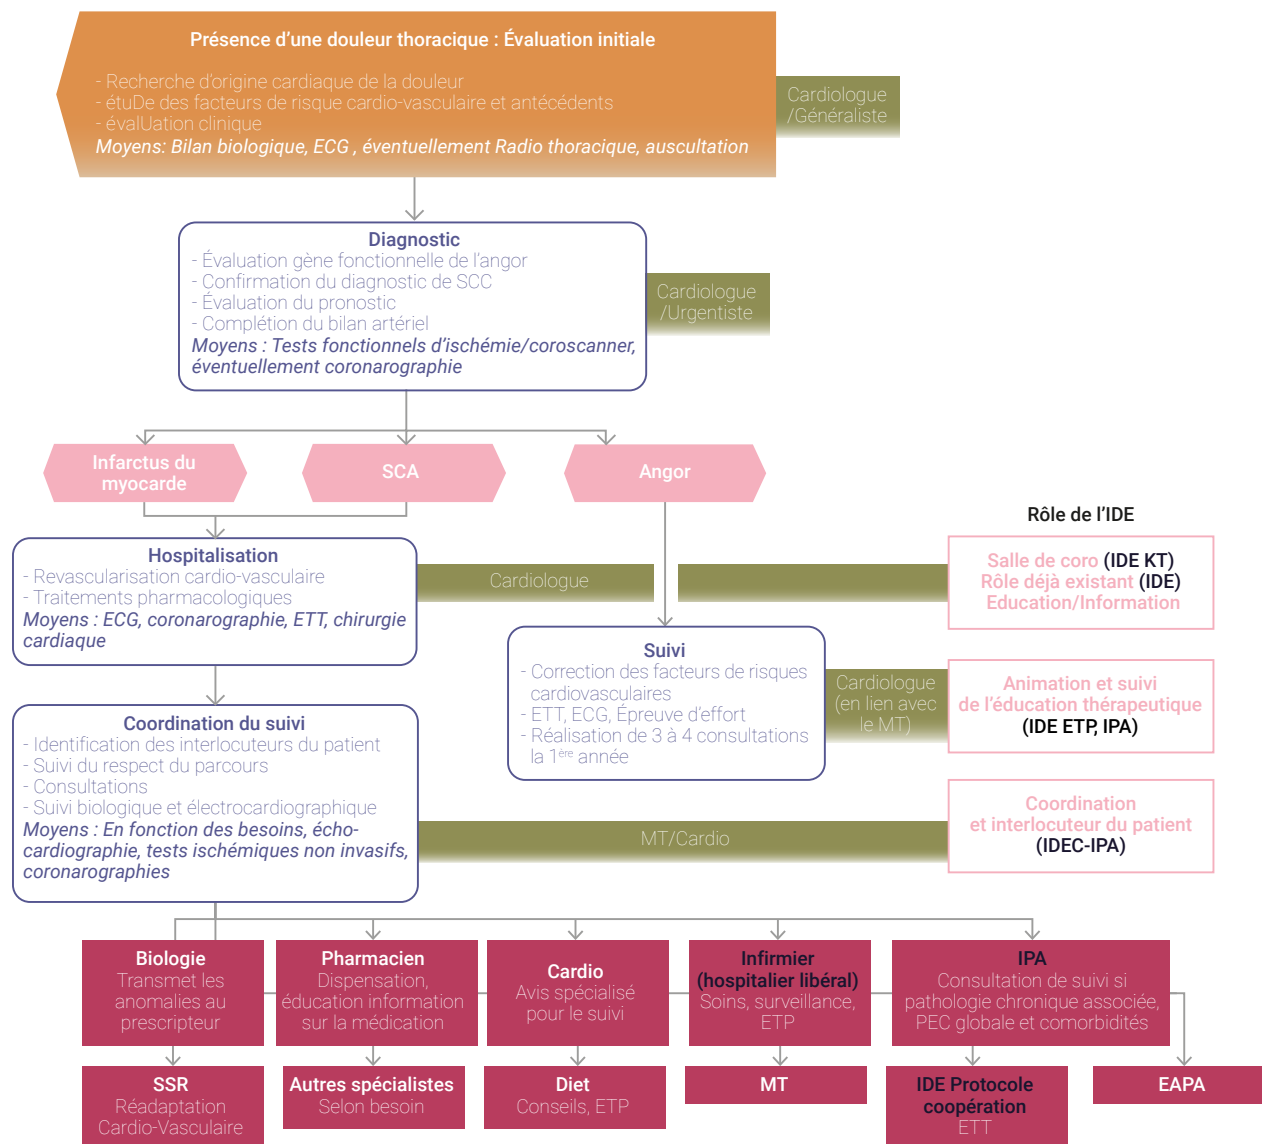 Présence d’une douleur thoracique : Évaluation initiale
- Recherche d’origine cardiaque de la douleur
- étuDe des facteurs de risque cardio-vasculaire et antécédents
- évalUation clinique
Moyens: Bilan biologique, ECG , éventuellement Radio thoracique, auscultation
Cardiologue
/Généraliste
Diagnostic
- Évaluation gène fonctionnelle de l’angor
- Confirmation du diagnostic de SCC
- Évaluation du pronostic
- Complétion du bilan artériel
Moyens : Tests fonctionnels d’ischémie/coroscanner,
éventuellement coronarographie
Cardiologue
/Urgentiste
Infarctus du
myocarde
SCA
Angor
Rôle de l’IDE
Hospitalisation
- Revascularisation cardio-vasculaire
- Traitements pharmacologiques
Moyens : ECG, coronarographie, ETT, chirurgie
cardiaque
Cardiologue
Salle de coro (IDE KT)
Rôle déjà existant (IDE)
Education/Information
Suivi
- Correction des facteurs de risques
cardiovasculaires
- ETT, ECG, Épreuve d’effort
- Réalisation de 3 à 4 consultations
la 1ère année
Cardiologue
(en lien avec
le MT)
Animation et suivi
de l’éducation thérapeutique
(IDE ETP, IPA)
Coordination du suivi
- Identification des interlocuteurs du patient
- Suivi du respect du parcours
- Consultations
- Suivi biologique et électrocardiographique
Moyens : En fonction des besoins, écho-
cardiographie, tests ischémiques non invasifs,
coronarographies
MT/Cardio
Coordination
et interlocuteur du patient
(IDEC-IPA)
Biologie
Transmet les
anomalies au
prescripteur
Pharmacien
Dispensation,
éducation information
sur la médication
Cardio
Avis spécialisé
pour le suivi
Infirmier
(hospitalier libéral)
Soins, surveillance,
ETP
IPA
Consultation de suivi si
pathologie chronique associée,
PEC globale et comorbidités
SSR
Réadaptation
Cardio-Vasculaire
Autres spécialistes
Selon besoin
Diet
Conseils, ETP
MT
IDE Protocole
coopération
ETT
EAPA